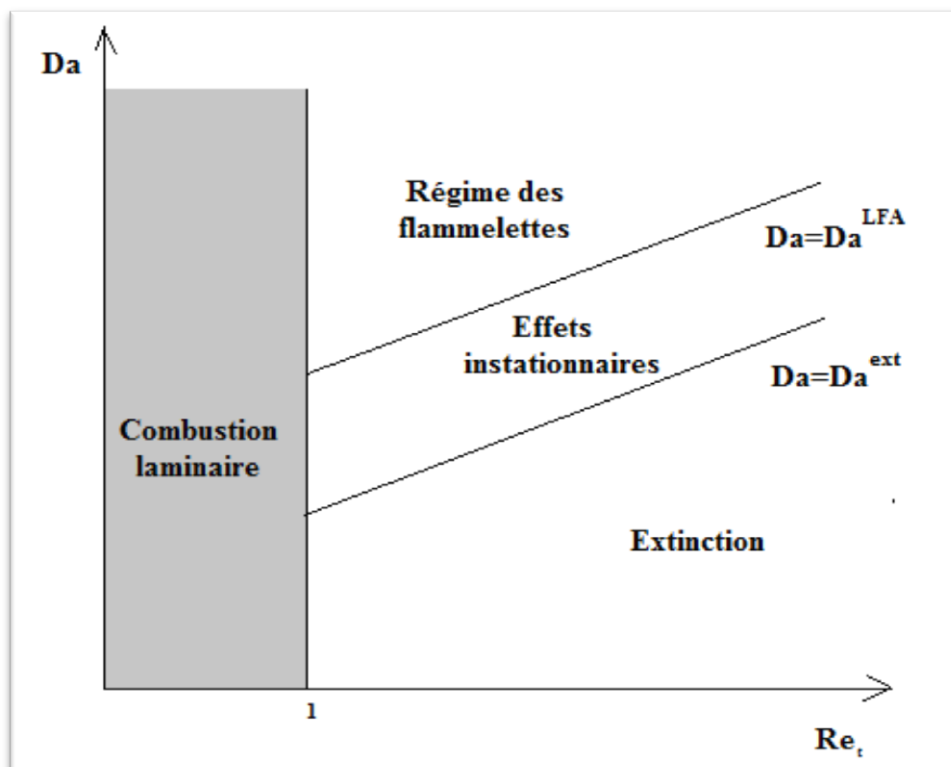 Da
Régime des
flammelettes
Da=Da^LFA
Effets
instationnaires
Da=Da^ext
Combustion
laminaire
Extinction
1
Re_t